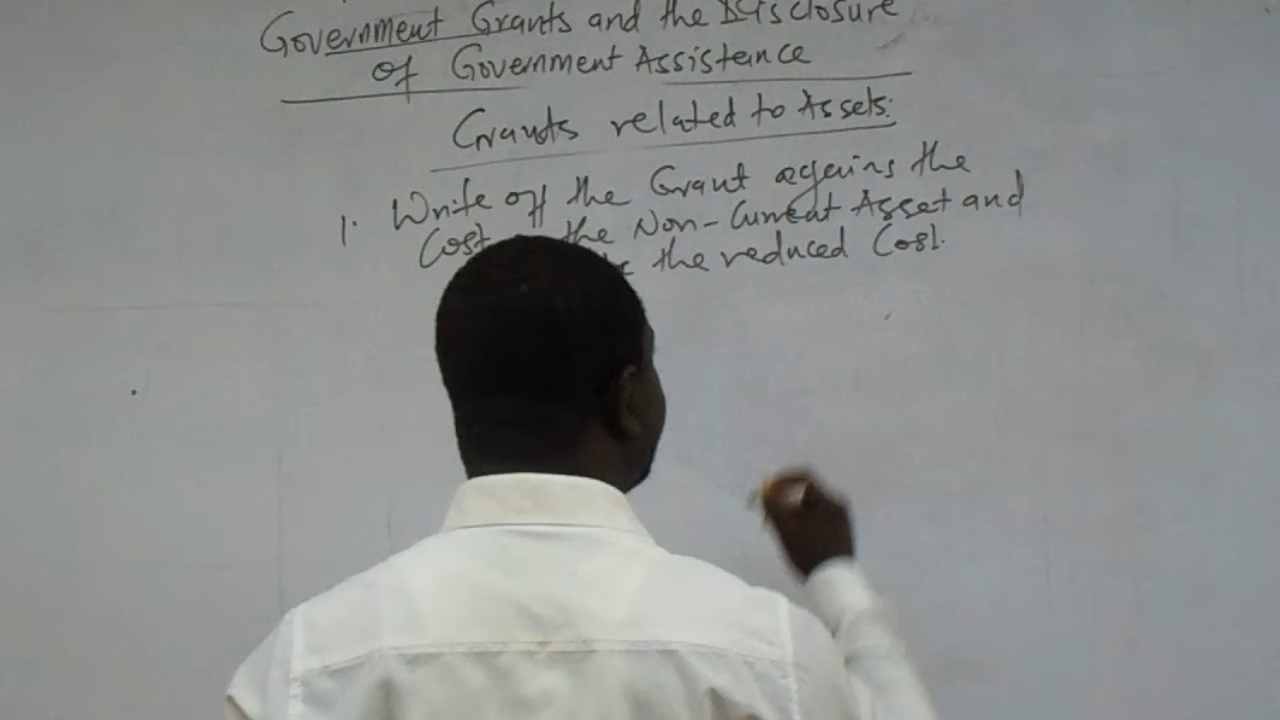 Government Grants and the Disclosure
of Government Assistance
Grants related to Assets:
1. Write off the Grant agains the
Cost the Non-Current Asset and
the reduced Cost.